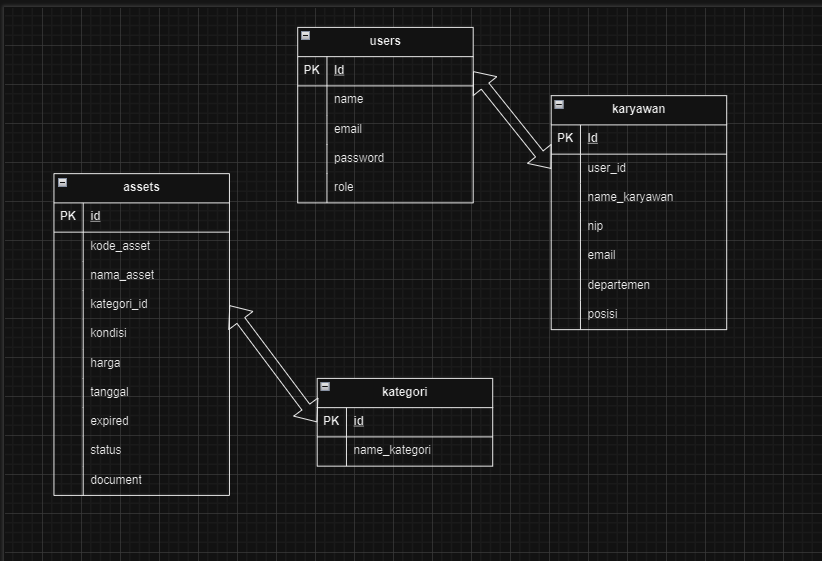 users
PK Id
name
email
password
role
karyawan
PK Id
user_id
name_karyawan
nip
email
departemen
posisi
assets
PK id
kode_asset
nama_asset
kategori_id
kondisi
harga
tanggal
expired
status
document
kategori
PK id
name_kategori